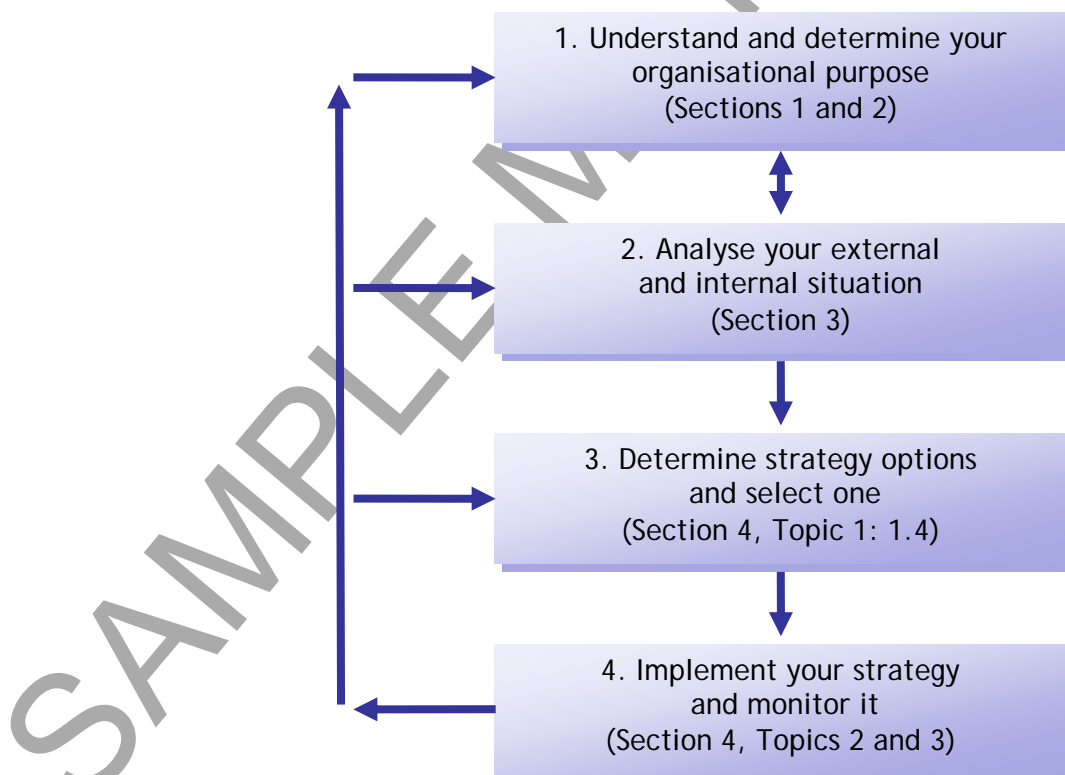 1. Understand and determine your
organisational purpose
(Sections 1 and 2)
2. Analyse your external
and internal situation
(Section 3)
3. Determine strategy options
and select one
(Section 4, Topic 1: 1.4)
4. Implement your strategy
and monitor it
(Section 4, Topics 2 and 3)
SAMPLE